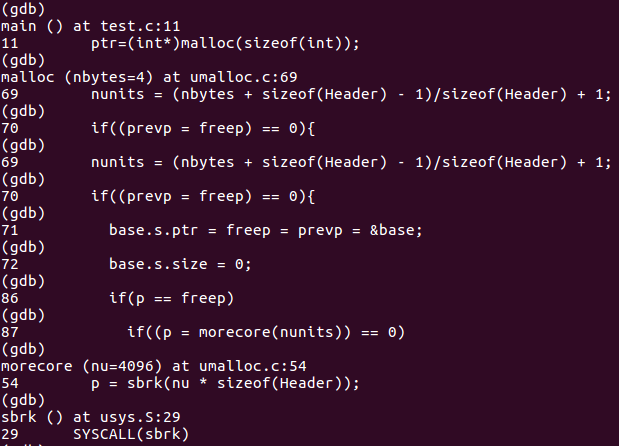 (gdb)
main () at test.c:11
11        ptr=(int*)malloc(sizeof(int));
(gdb)
malloc (nbytes=4) at umalloc.c:69
69        nunits = (nbytes + sizeof(Header) - 1)/sizeof(Header) + 1;
(gdb)
70        if((prevp = freep) == 0){
(gdb)
69        nunits = (nbytes + sizeof(Header) - 1)/sizeof(Header) + 1;
(gdb)
70        if((prevp = freep) == 0){
(gdb)
71          base.s.ptr = freep = prevp = &base;
(gdb)
72          base.s.size = 0;
(gdb)
86          if(p == freep)
(gdb)
87            if((p = morecore(nunits)) == 0)
(gdb)
morecore (nu=4096) at umalloc.c:54
54        p = sbrk(nu * sizeof(Header));
(gdb)
sbrk () at usys.S:29
29      SYSCALL(sbrk)